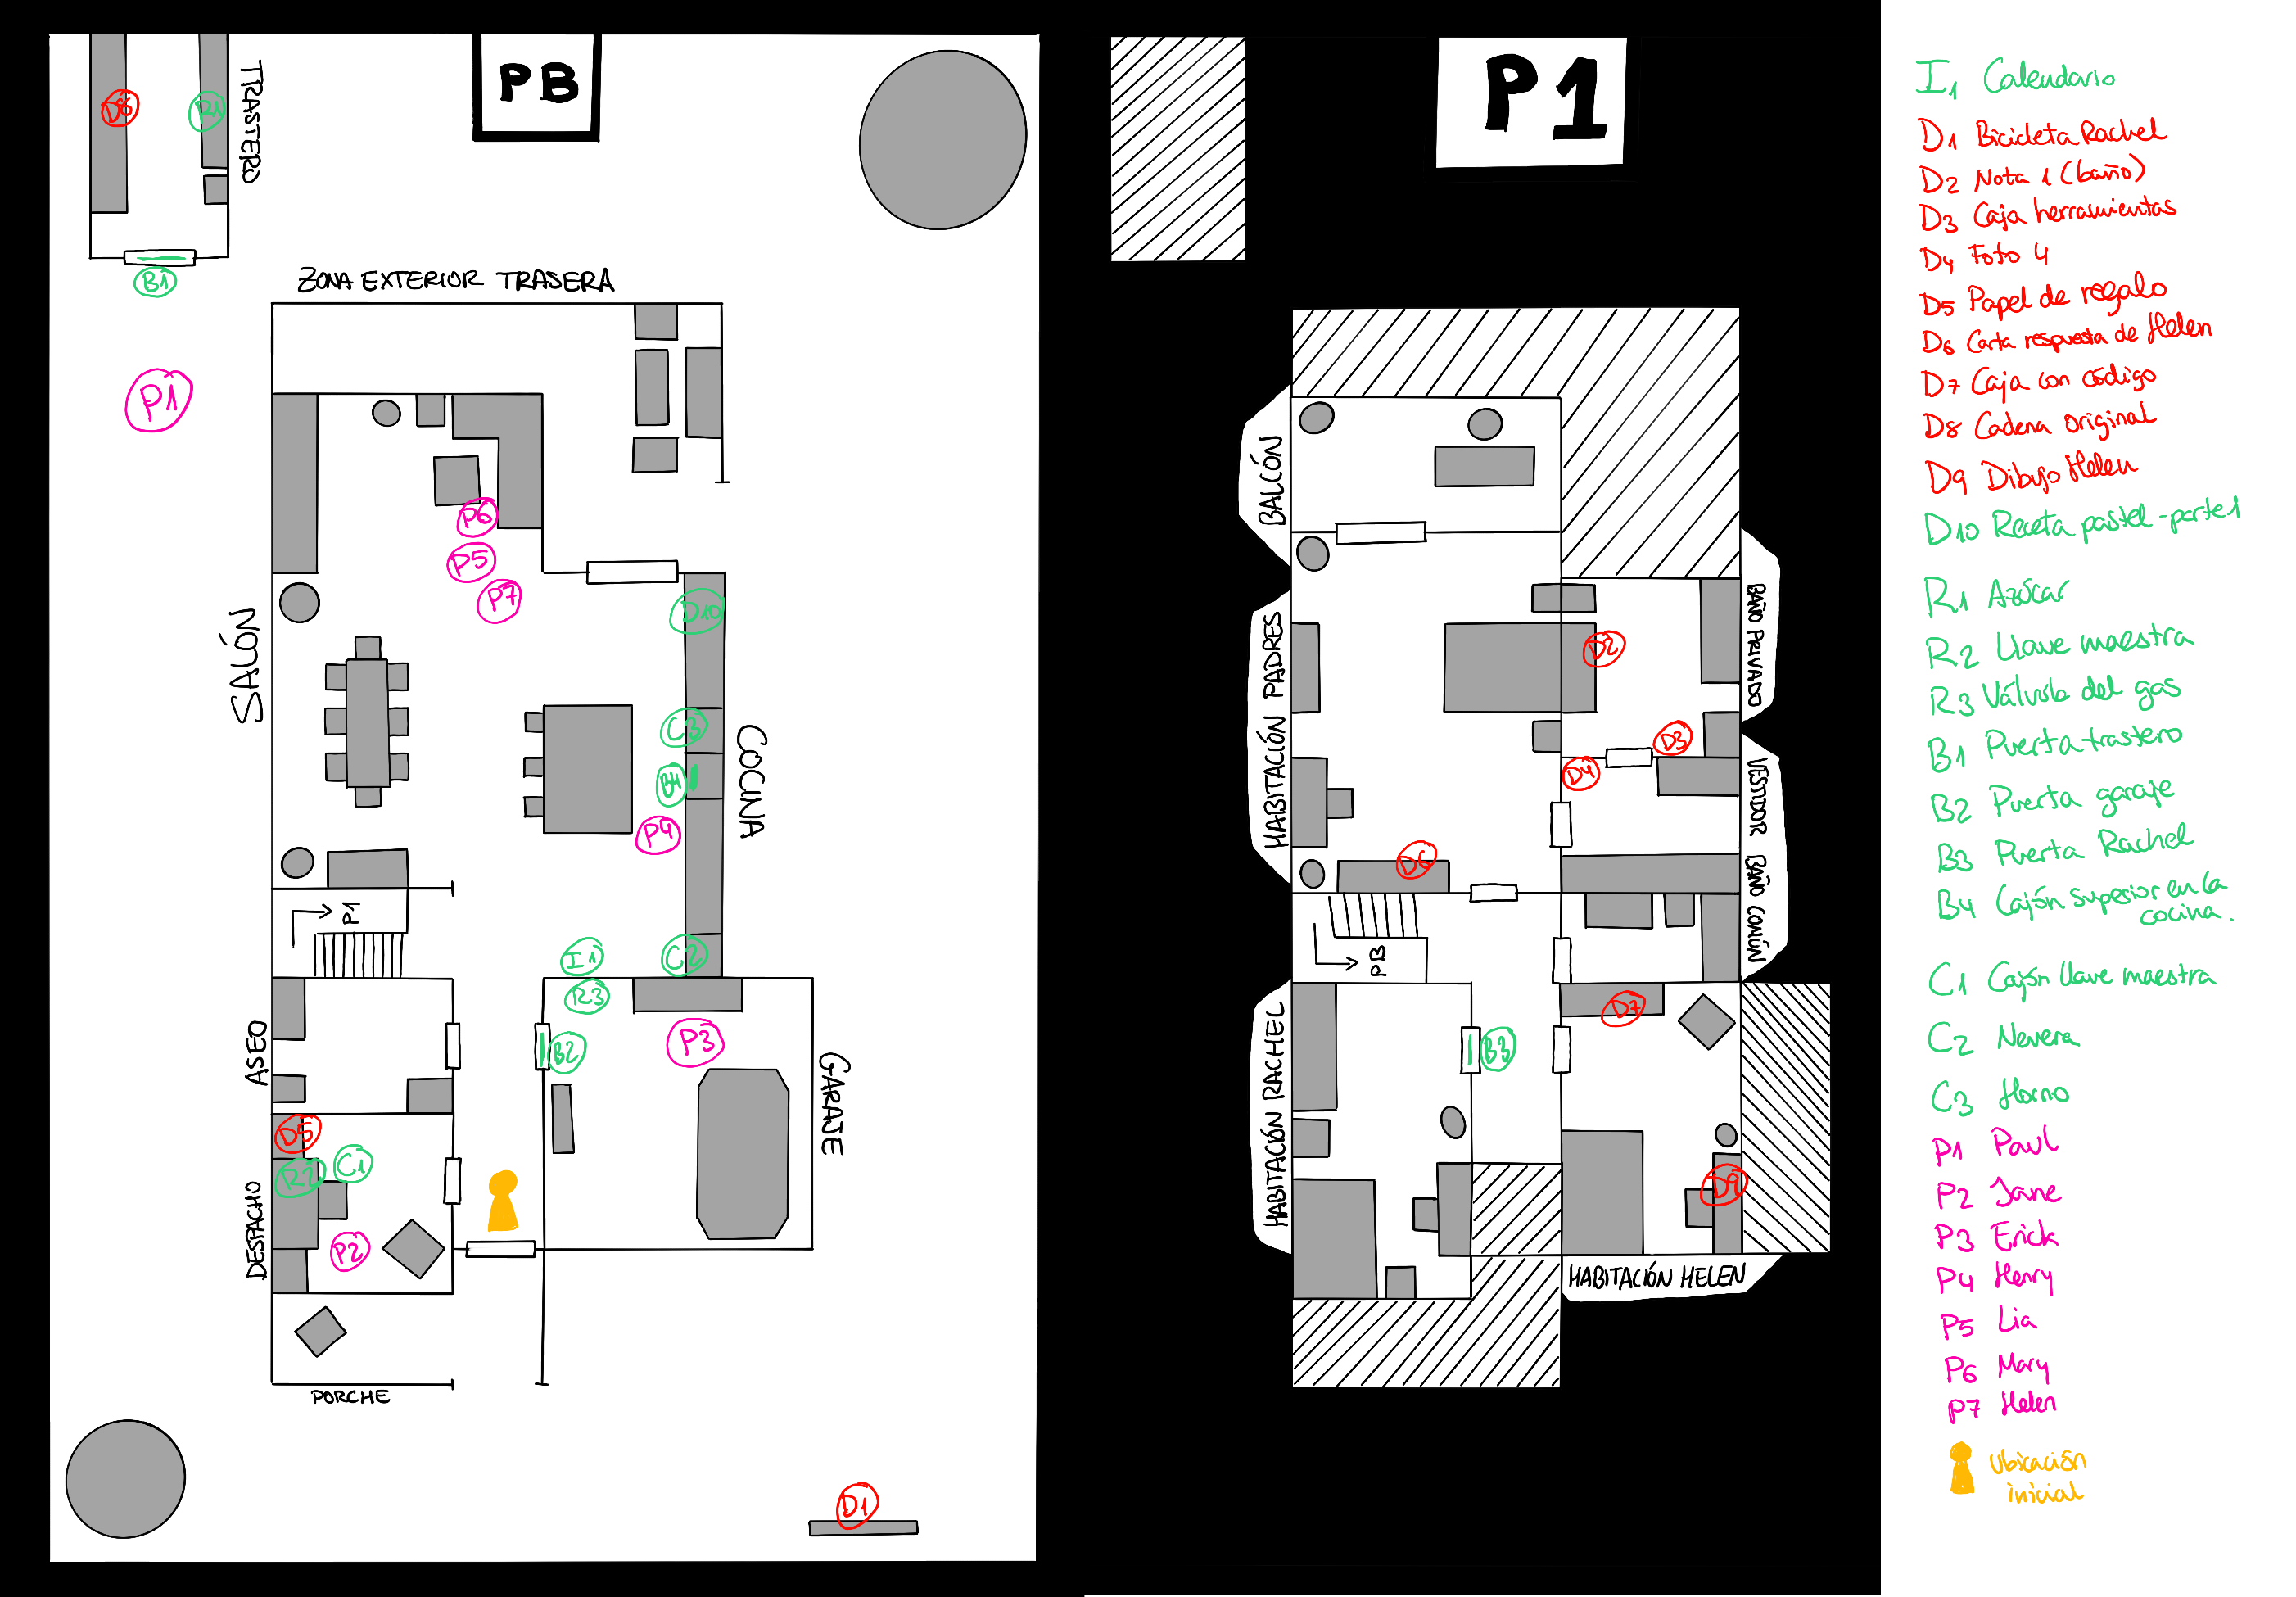 PB
TRASTERO
D8
R1
B1
ZONA EXTERIOR TRASERA
P1
P6
P5
P7
D10
SALÓN
C3
B4
COCINA
P4
P1
I1
C2
R3
ASEO
B2
P3
GARAJE
D5
R2
C1
DESPACHO
P2
PORCHE
D1
P1
BALCÓN
HABITACIÓN PADRES
BAÑO PRIVADO
D2
D3
D4
VESTIDOR
D6
BAÑO COMÚN
PB
D7
B3
HABITACIÓN RACHEL
D9
HABITACIÓN HELEN
I1 Calendario
D1 Bicicleta Rachel
D2 Nota 1 (baño)
D3 Caja herramientas
D4 Foto 4
D5 Papel de regalo
D6 Carta respuesta de Helen
D7 Caja con código
D8 Cadena original
D9 Dibujo Helen
D10 Receta pastel-parte1
R1 Azúcar
R2 Llave maestra
R3 Válvula del gas
B1 Puerta trastero
B2 Puerta garaje
B3 Puerta Rachel
B4 Cajón superior en la
cocina.
C1 Cajón llave maestra
C2 Nevera
C3 Horno
P1 Paul
P2 Jane
P3 Erick
P4 Henry
P5 Lia
P6 Mary
P7 Helen
Ubicación
inicial